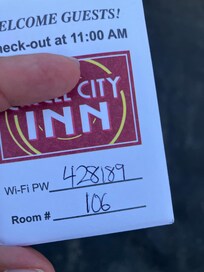 ELCOME GUESTS!
heck-out at 11:00 AM
CITY
INN
Wi-Fi PW 428189
Room # 106